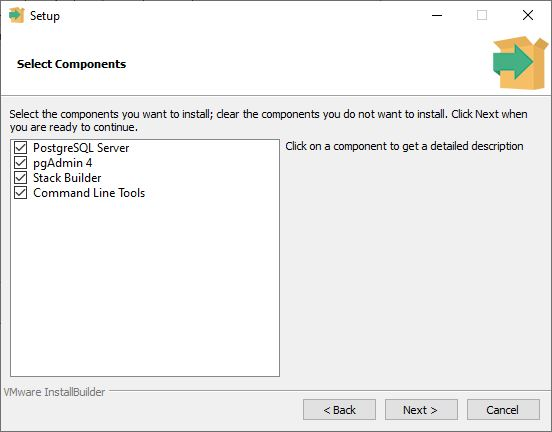 Setup
Select Components
Select the components you want to install; clear the components you do not want to install. Click Next when
you are ready to continue.
PostgreSQL Server
pgAdmin 4
Stack Builder
Command Line Tools
Click on a component to get a detailed description
VMware InstallBuilder
< Back
Next >
Cancel